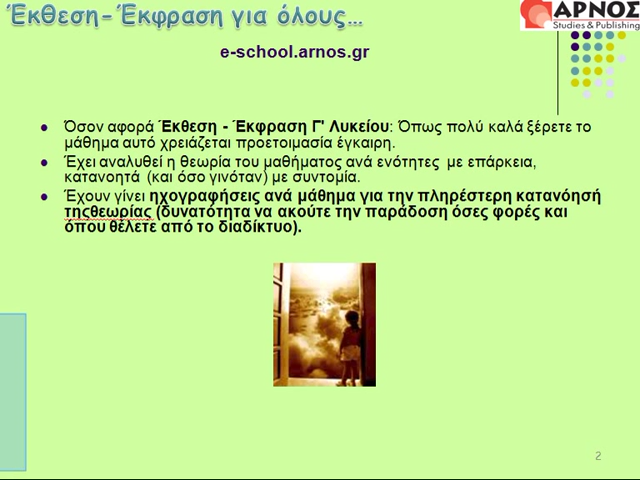 Έκθεση-Έκφραση για όλους...
ΑΡΝΟΣ
Studies & Publishing
e-school.arnos.gr
Όσον αφορά Έκθεση - Έκφραση Γ' Λυκείου: Όπως πολύ καλά ξέρετε το
μάθημα αυτό χρειάζεται προετοιμασία έγκαιρη.
Έχει αναλυθεί η θεωρία του μαθήματος ανά ενότητες με επάρκεια,
κατανοητά (και όσο γινόταν) με συντομία.
Έχουν γίνει ηχογραφήσεις ανά μάθημα για την πληρέστερη κατανόησή
τηςθεωρίας (δυνατότητα να ακούτε την παράδοση όσες φορές και
όπου θέλετε από το διαδίκτυο).
2